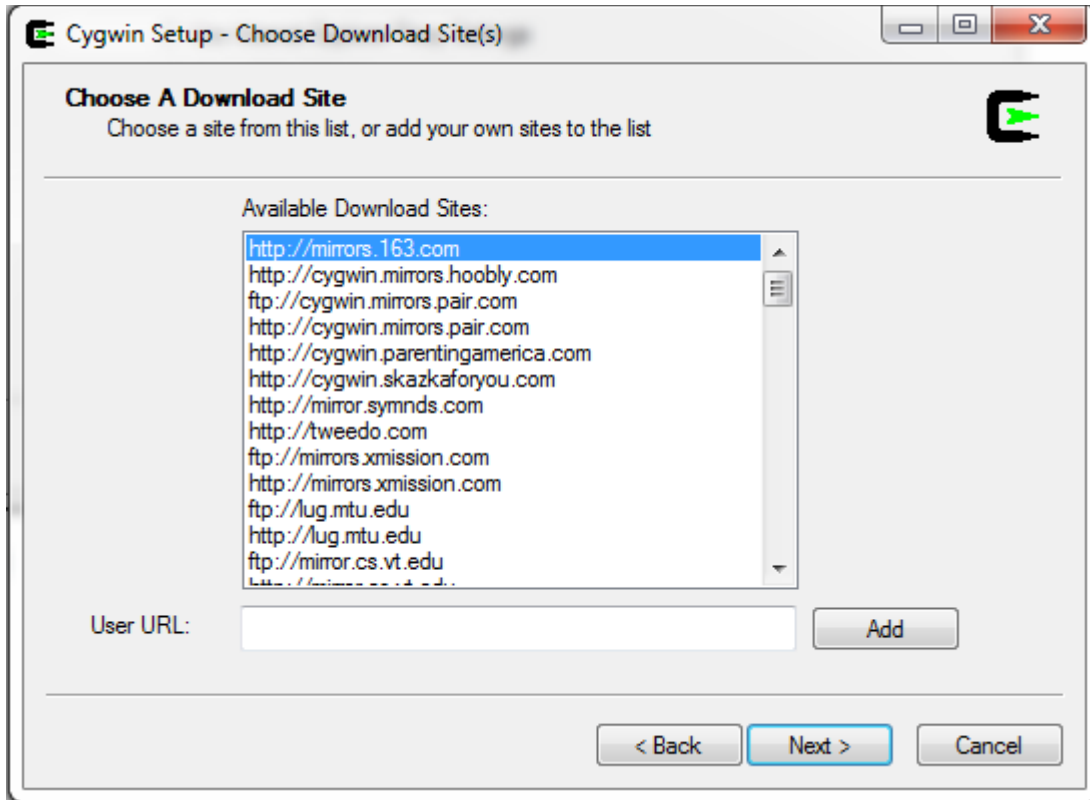 Cygwin Setup - Choose Download Site(s)
Choose A Download Site
Choose a site from this list, or add your own sites to the list
Available Download Sites:
http://mirrors.163.com
http://cygwin.mirrors.hoobly.com
ftp://cygwin.mirrors.pair.com
http://cygwin.mirrors.pair.com
http://cygwin.parentingamerica.com
http://cygwin.skazkaforyou.com
http://mirror.symnds.com
http://tweedo.com
ftp://mirrors.xmission.com
http://mirrors.xmission.com
ftp://lug.mtu.edu
http://lug.mtu.edu
ftp://mirror.cs.vt.edu
User URL:
Add
< Back
Next >
Cancel